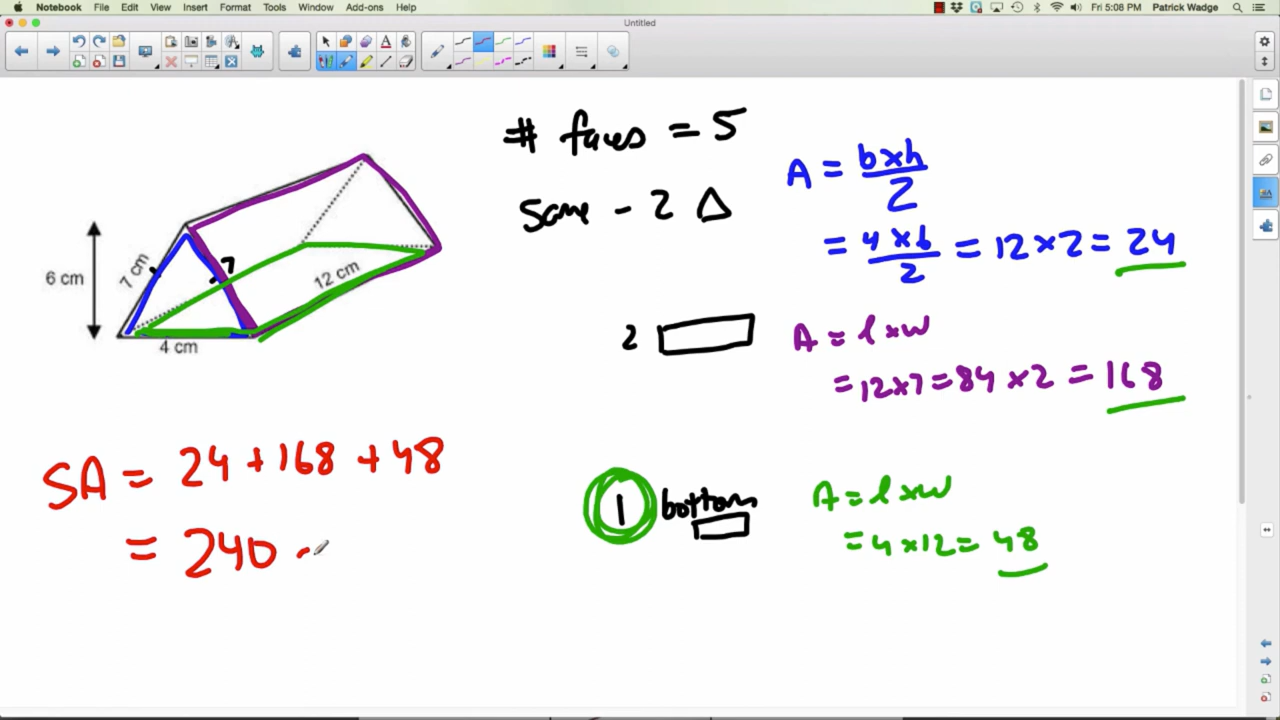 Notebook File Edit View Insert Format Tools Window Add-ons Help Fri 5:08 PM Patrick Wadge
Untitled
# faces = 5
Same - 2 Δ
A = b×h/2
= 4×6/2 = 12×2 = 24
6 cm
7 cm
7
12 cm
4 cm
2
A = l×w
= 12×7 = 84×2 = 168
SA = 24+168+48
= 240
1 bottom
A = l×w
= 4×12 = 48